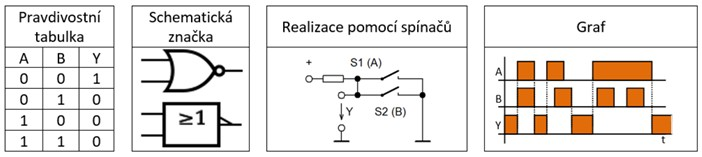 Pravdivostní
tabulka
A B Y
0 0 1
0 1 0
1 0 0
1 1 0
Schematická
značka
≥1
Realizace pomocí spínačů
+
S1 (A)
Y
S2 (B)
Graf
A
B
Y
t